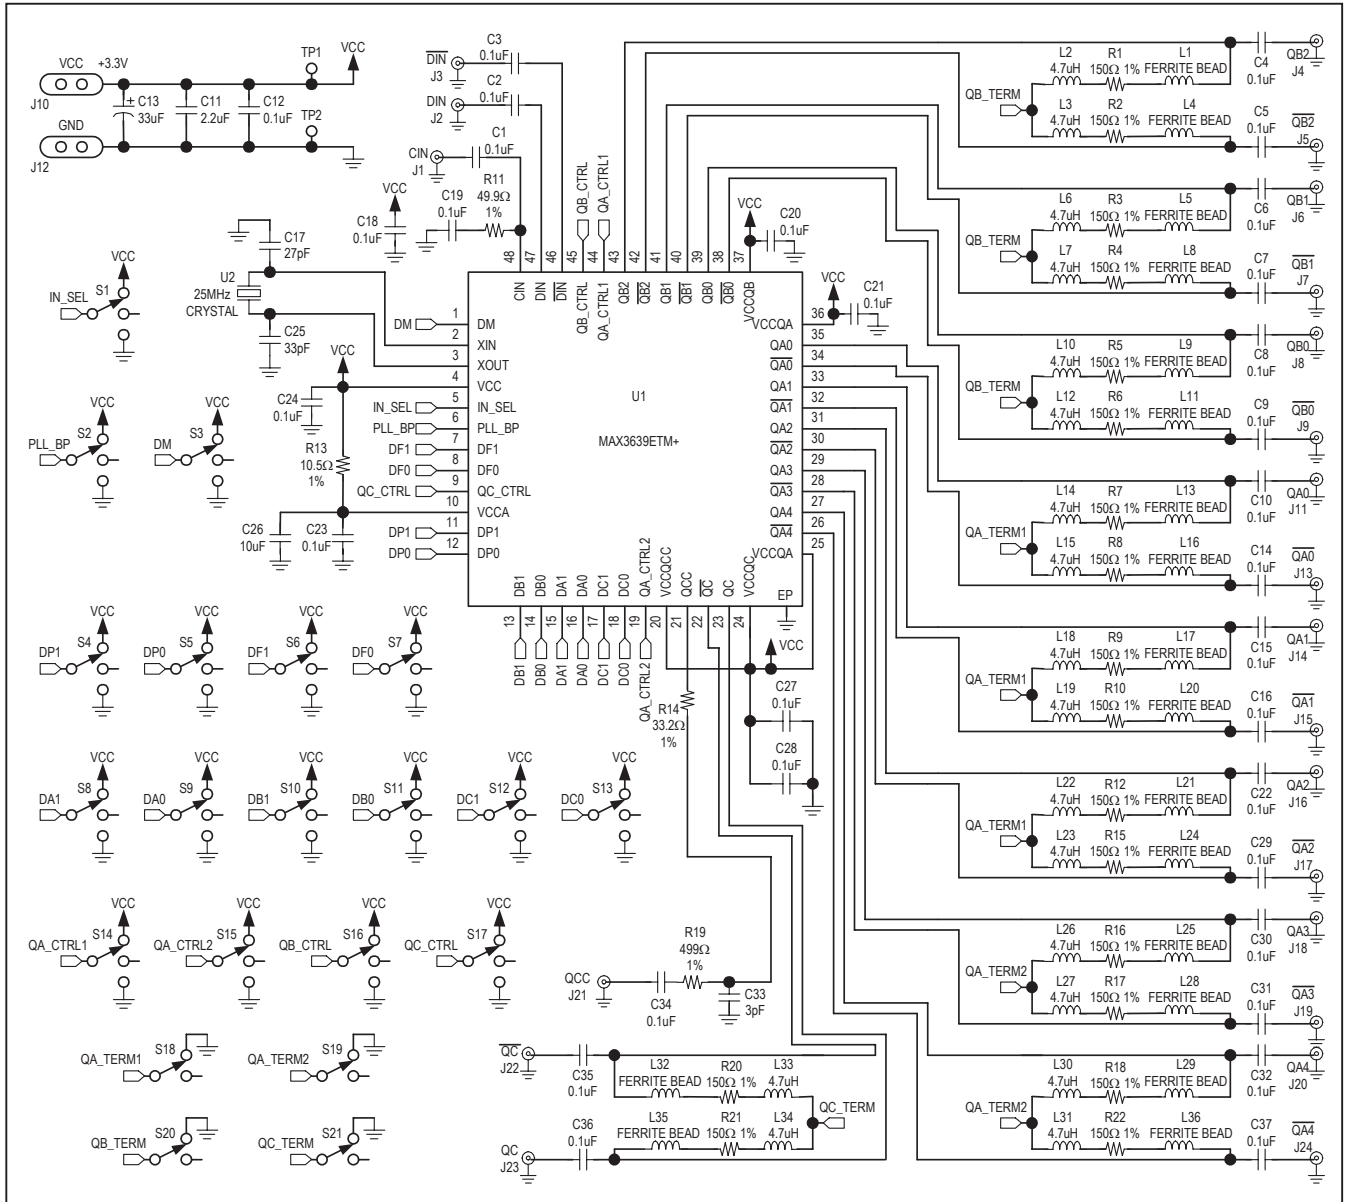 VCC +3.3V
J10
GND
J12
C13
33uF
C11
2.2uF
C12
0.1uF
TP1
TP2
VCC
DIN
J3
C3
0.1uF
DIN
J2
C2
0.1uF
CIN
J1
C1
0.1uF
R11
49.9Ω
1%
C19
0.1uF
VCC
C18
0.1uF
QB_CTRL
QA_CTRL1
VCC
C20
0.1uF
VCC
C21
0.1uF
C17
27pF
U2
25MHz
CRYSTAL
C25
33pF
VCC
IN_SEL S1
VCC
PLL_BP S2
VCC
DM S3
VCC
C24
0.1uF
R13
10.5Ω
1%
C26
10uF
C23
0.1uF
48 47 46 45 44 43 42 41 40 39 38 37
CIN DIN DIN QB_CTRL QA_CTRL1 QB2 QB2 QB1 QB1 QB0 QB0 VCCQB
DM 1 DM
2 XIN
3 XOUT
4 VCC
IN_SEL 5 IN_SEL
PLL_BP 6 PLL_BP
DF1 7 DF1
DF0 8 DF0
QC_CTRL 9 QC_CTRL
10 VCCA
DP1 11 DP1
DP0 12 DP0
U1
MAX3639ETM+
VCCQA 36
QA0 35
QA0 34
QA1 33
QA1 32
QA2 31
QA2 30
QA3 29
QA3 28
QA4 27
QA4 26
VCCQA 25
EP
DB1 DB0 DA1 DA0 DC1 DC0 QA_CTRL2 VCCQCC QCC QC QC VCCQC
13 14 15 16 17 18 19 20 21 22 23 24
DB1 DB0 DA1 DA0 DC1 DC0 QA_CTRL2
VCC
R14
33.2Ω
1%
C27
0.1uF
C28
0.1uF
VCC VCC VCC VCC
DP1 S4
DP0 S5
DF1 S6
DF0 S7
VCC VCC VCC VCC VCC VCC
DA1 S8
DA0 S9
DB1 S10
DB0 S11
DC1 S12
DC0 S13
VCC VCC VCC VCC
QA_CTRL1 S14
QA_CTRL2 S15
QB_CTRL S16
QC_CTRL S17
QA_TERM1 S18
QA_TERM2 S19
QB_TERM S20
QC_TERM S21
QCC
J21
C34
0.1uF
R19
499Ω
1%
C33
3pF
QC
J22
C35
0.1uF
L32 R20 L33
FERRITE BEAD 150Ω 1% 4.7uH
QC_TERM
L35 R21 L34
FERRITE BEAD 150Ω 1% 4.7uH
C36
0.1uF
QC
J23
L2 R1 L1
4.7uH 150Ω 1% FERRITE BEAD
C4
0.1uF
QB2
J4
QB_TERM
L3 R2 L4
4.7uH 150Ω 1% FERRITE BEAD
C5
0.1uF
QB2
J5
L6 R3 L5
4.7uH 150Ω 1% FERRITE BEAD
C6
0.1uF
QB1
J6
QB_TERM
L7 R4 L8
4.7uH 150Ω 1% FERRITE BEAD
C7
0.1uF
QB1
J7
L10 R5 L9
4.7uH 150Ω 1% FERRITE BEAD
C8
0.1uF
QB0
J8
QB_TERM
L12 R6 L11
4.7uH 150Ω 1% FERRITE BEAD
C9
0.1uF
QB0
J9
L14 R7 L13
4.7uH 150Ω 1% FERRITE BEAD
C10
0.1uF
QA0
J11
QA_TERM1
L15 R8 L16
4.7uH 150Ω 1% FERRITE BEAD
C14
0.1uF
QA0
J13
L18 R9 L17
4.7uH 150Ω 1% FERRITE BEAD
C15
0.1uF
QA1
J14
QA_TERM1
L19 R10 L20
4.7uH 150Ω 1% FERRITE BEAD
C16
0.1uF
QA1
J15
L22 R12 L21
4.7uH 150Ω 1% FERRITE BEAD
C22
0.1uF
QA2
J16
QA_TERM1
L23 R15 L24
4.7uH 150Ω 1% FERRITE BEAD
C29
0.1uF
QA2
J17
L26 R16 L25
4.7uH 150Ω 1% FERRITE BEAD
C30
0.1uF
QA3
J18
QA_TERM2
L27 R17 L28
4.7uH 150Ω 1% FERRITE BEAD
C31
0.1uF
QA3
J19
L30 R18 L29
4.7uH 150Ω 1% FERRITE BEAD
C32
0.1uF
QA4
J20
QA_TERM2
L31 R22 L36
4.7uH 150Ω 1% FERRITE BEAD
C37
0.1uF
QA4
J24